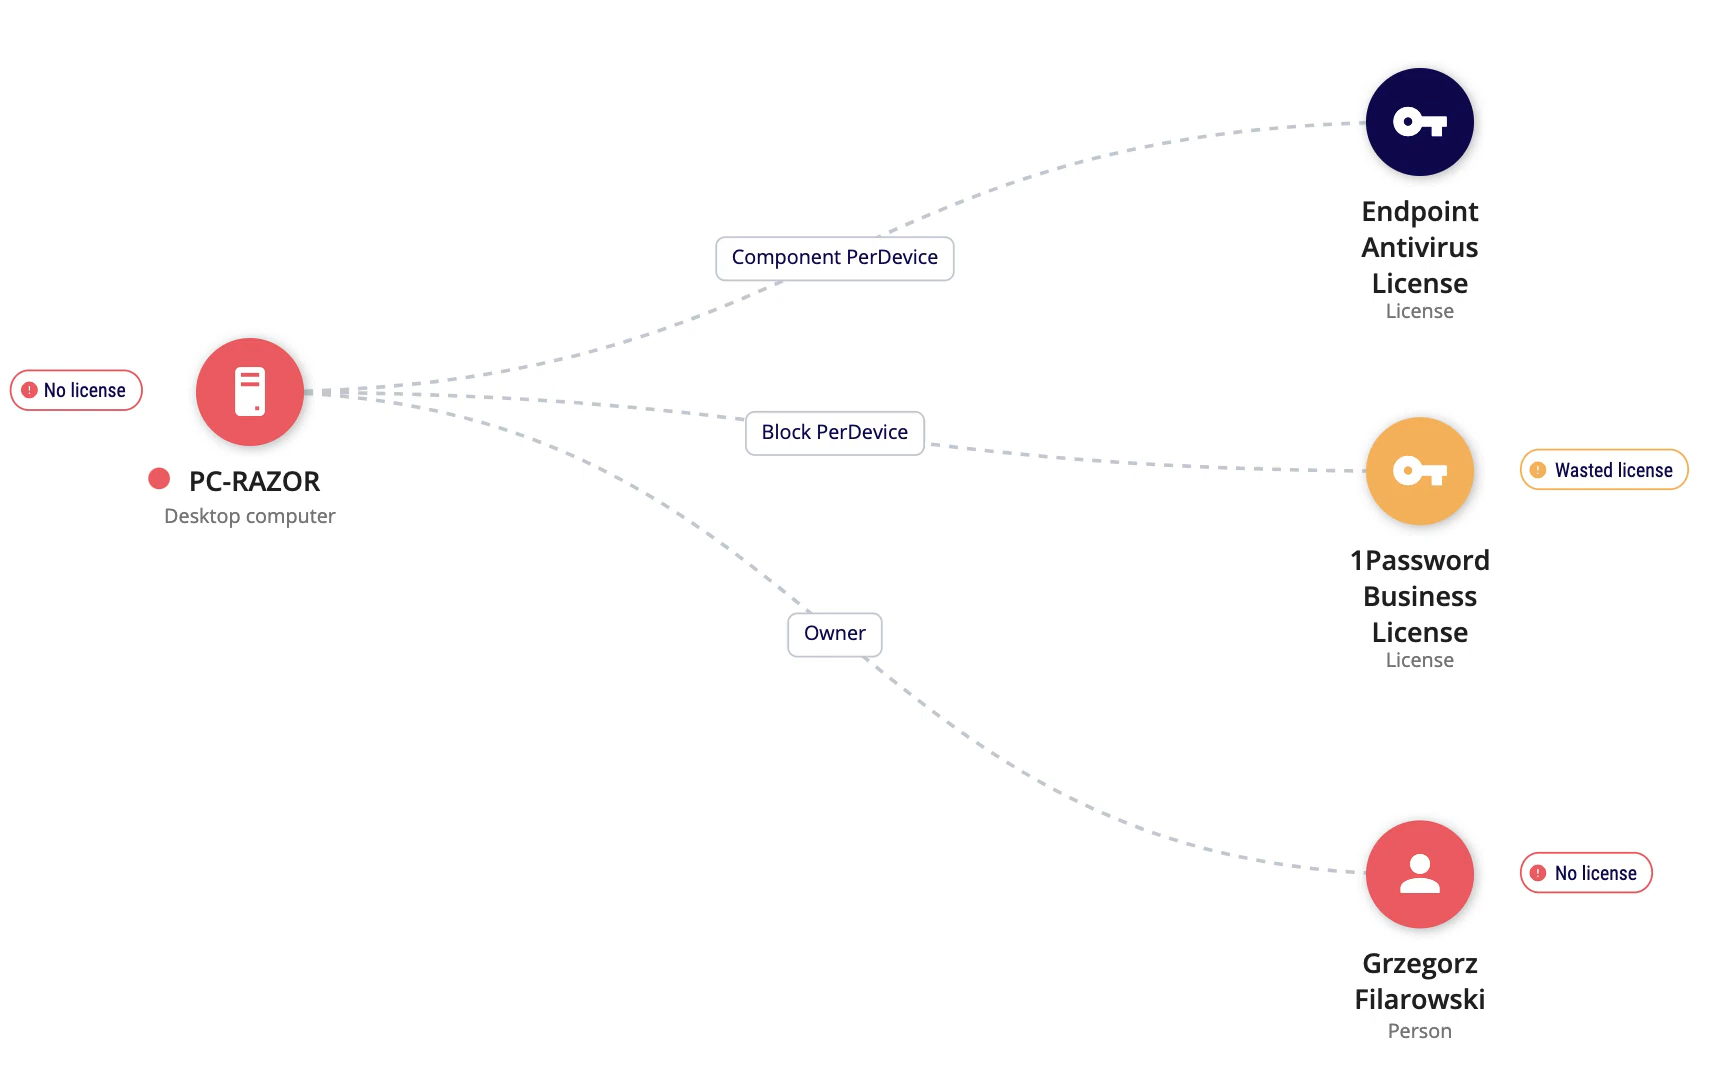 No license
PC-RAZOR
Desktop computer
Component PerDevice
Block PerDevice
Owner
Endpoint
Antivirus
License
License
1Password
Business
License
License
Wasted license
Grzegorz
Filarowski
Person
No license